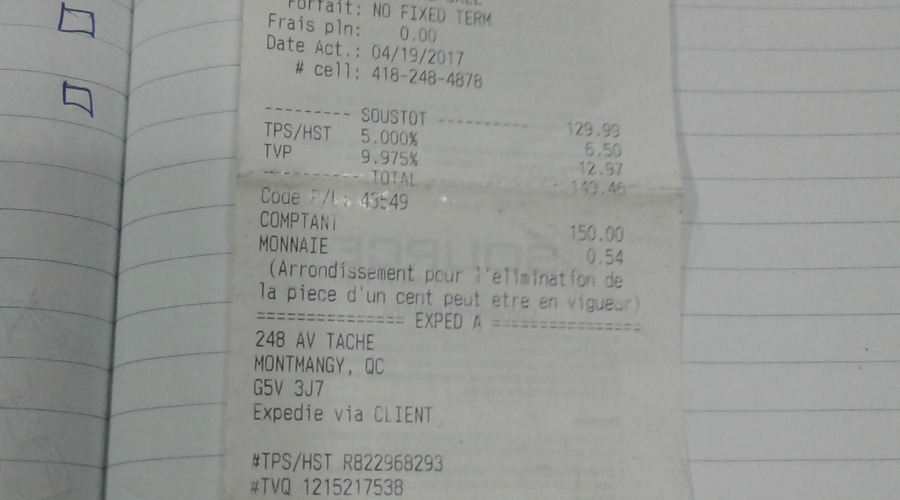 Forfait: NO FIXED TERM
Frais pln: 0.00
Date Act.: 04/19/2017
# cell: 418-248-4878
--------- SOUSTOT ---------- 129.99
TPS/HST 5.000% 6.50
TVP 9.975% 12.97
---------- TOTAL ---------- 149.46
Code 43549
COMPTANT 150.00
MONNAIE 0.54
(Arrondissement pour l'elimination de
la piece d'un cent peut etre en vigueur)
=============== EXPED A ===============
248 AV TACHE
MONTMANGY, QC
G5V 3J7
Expedie via CLIENT
#TPS/HST R822968293
#TVQ 1215217538